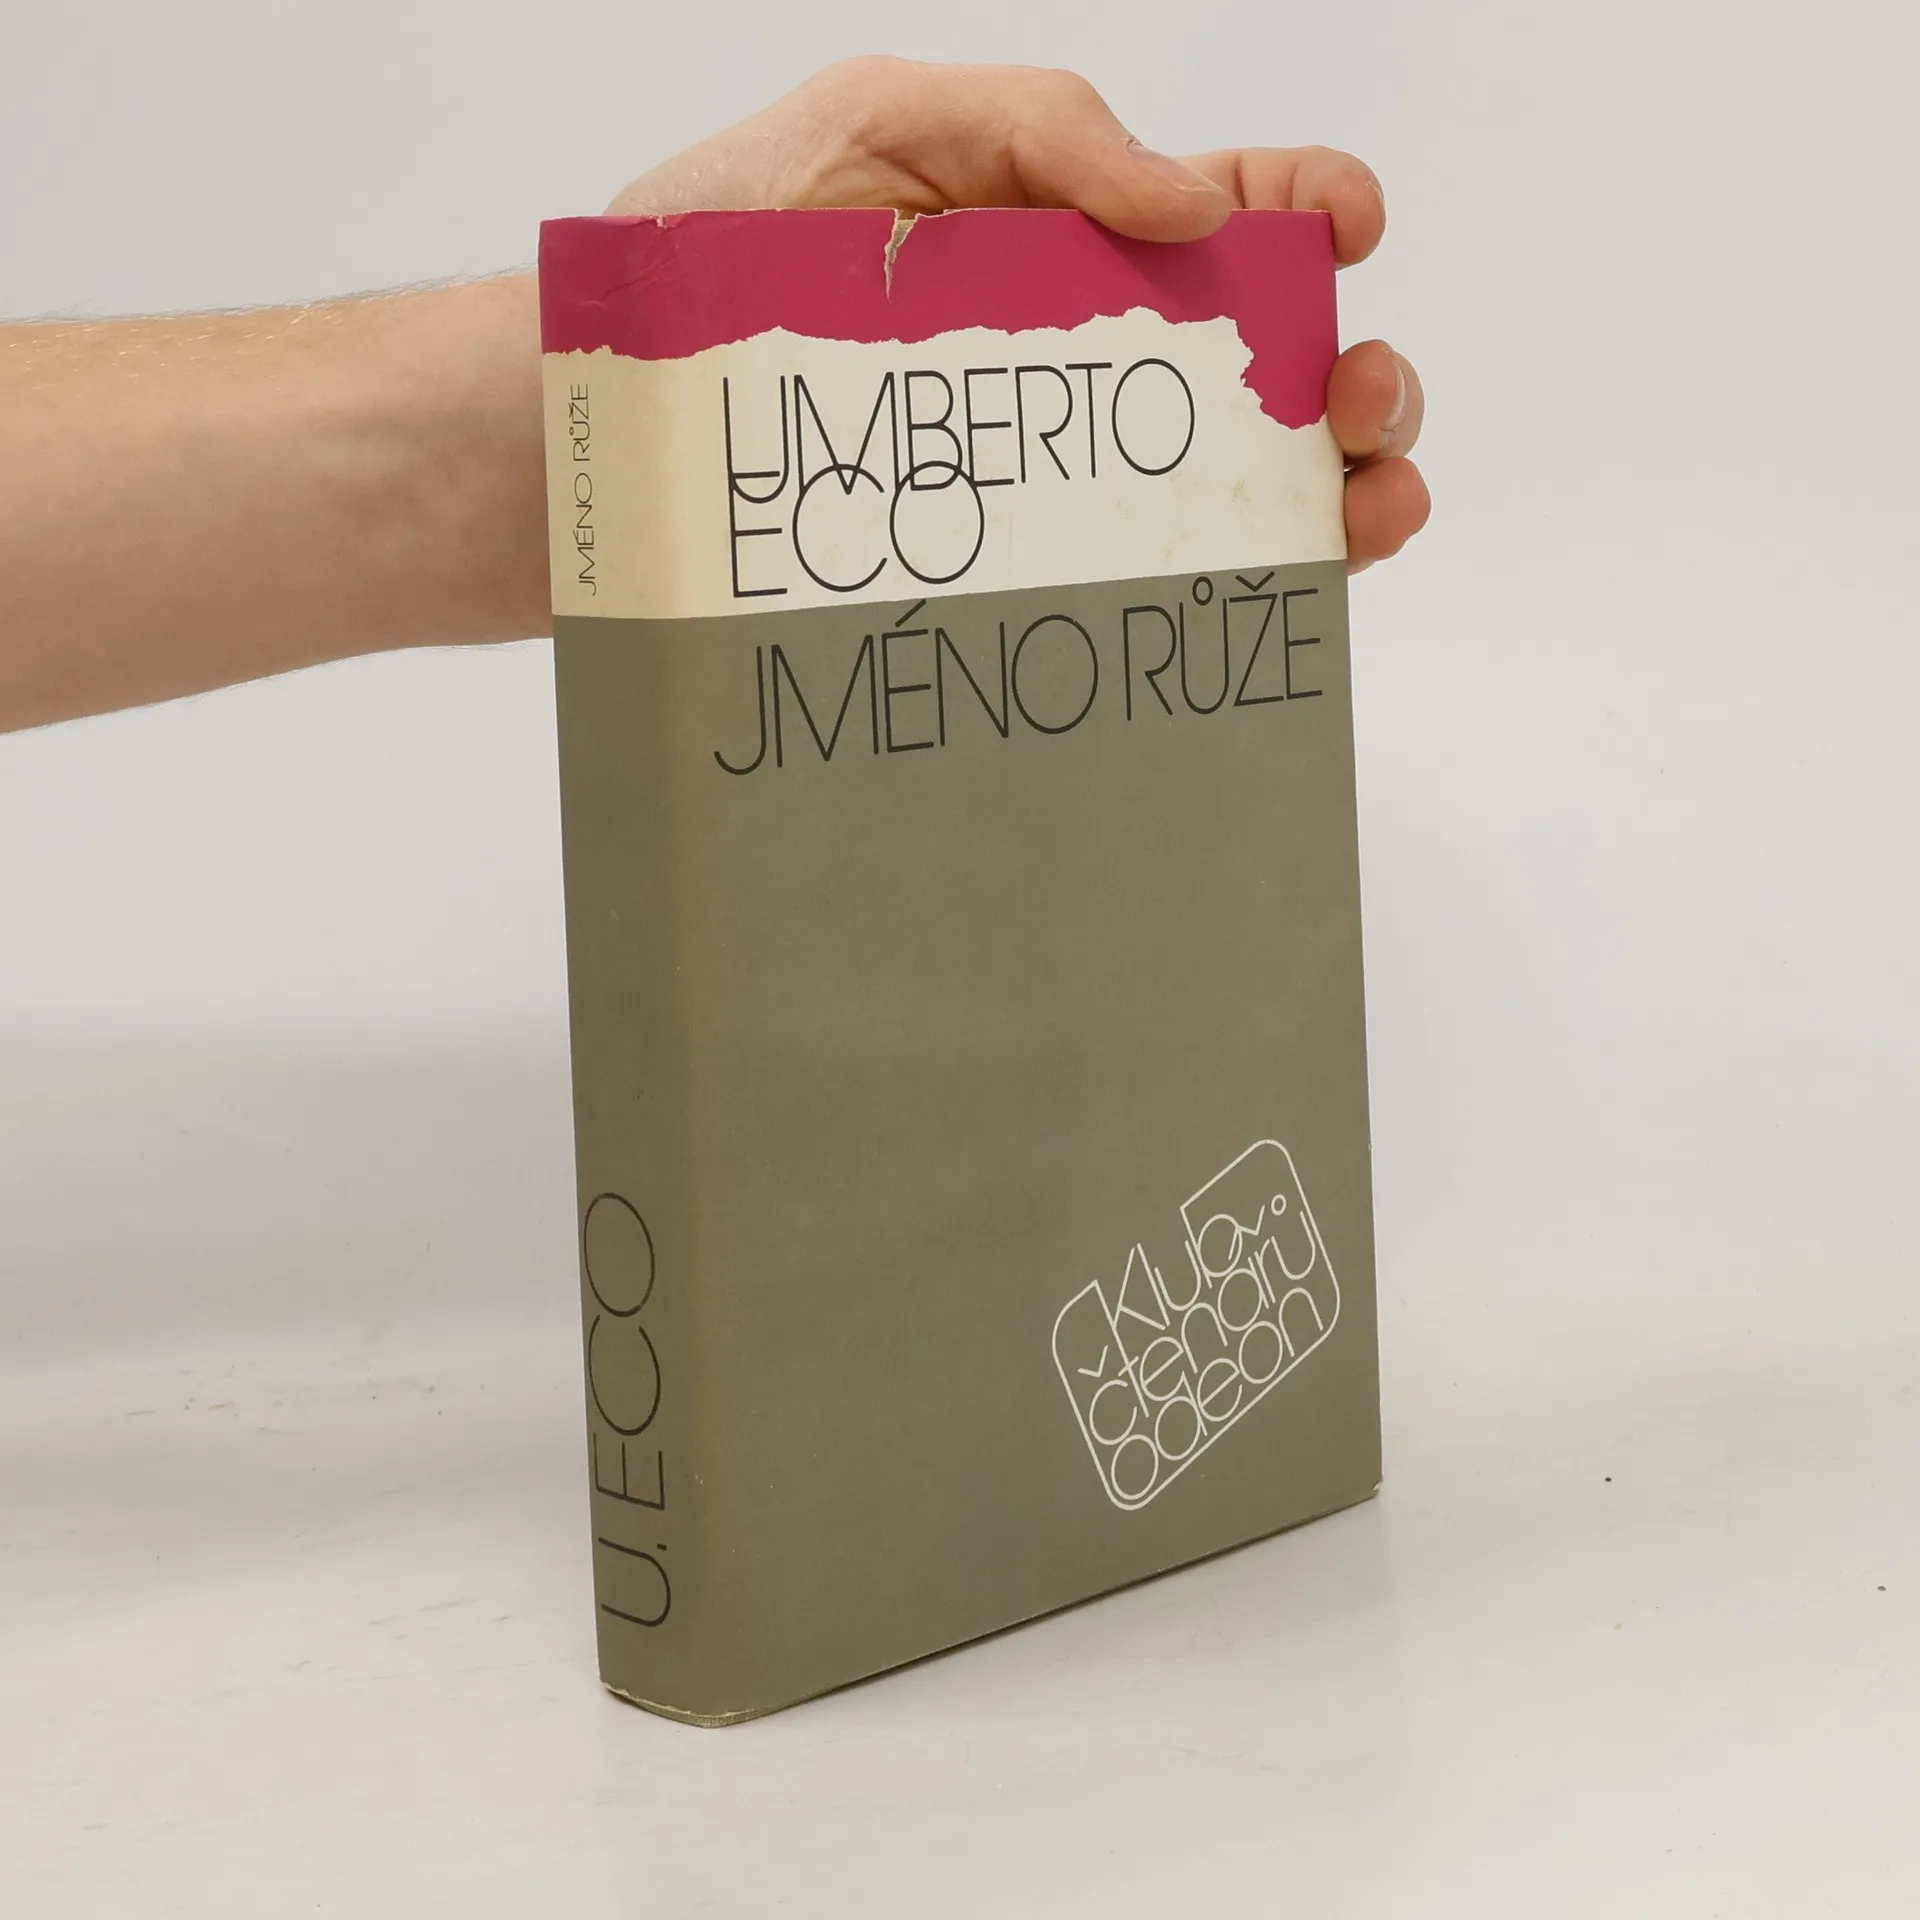 JMÉNO RŮŽE
U. ECO
UMBERTO
ECO
JMÉNO RŮŽE
Klub
čtenářů
odeon